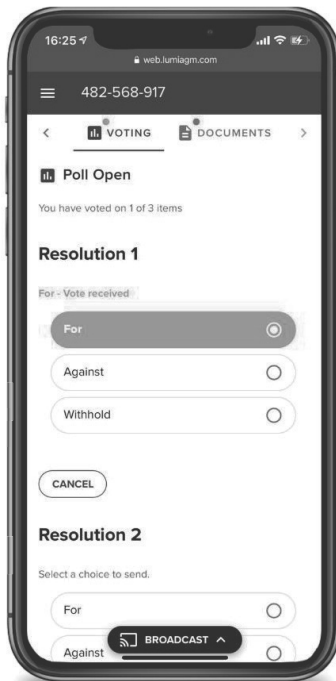 16:25
web.lumiagm.com
482-568-917
VOTING DOCUMENTS
Poll Open
You have voted on 1 of 3 items
Resolution 1
For - Vote received
For
Against
Withhold
CANCEL
Resolution 2
Select a choice to send.
For
BROADCAST
Against